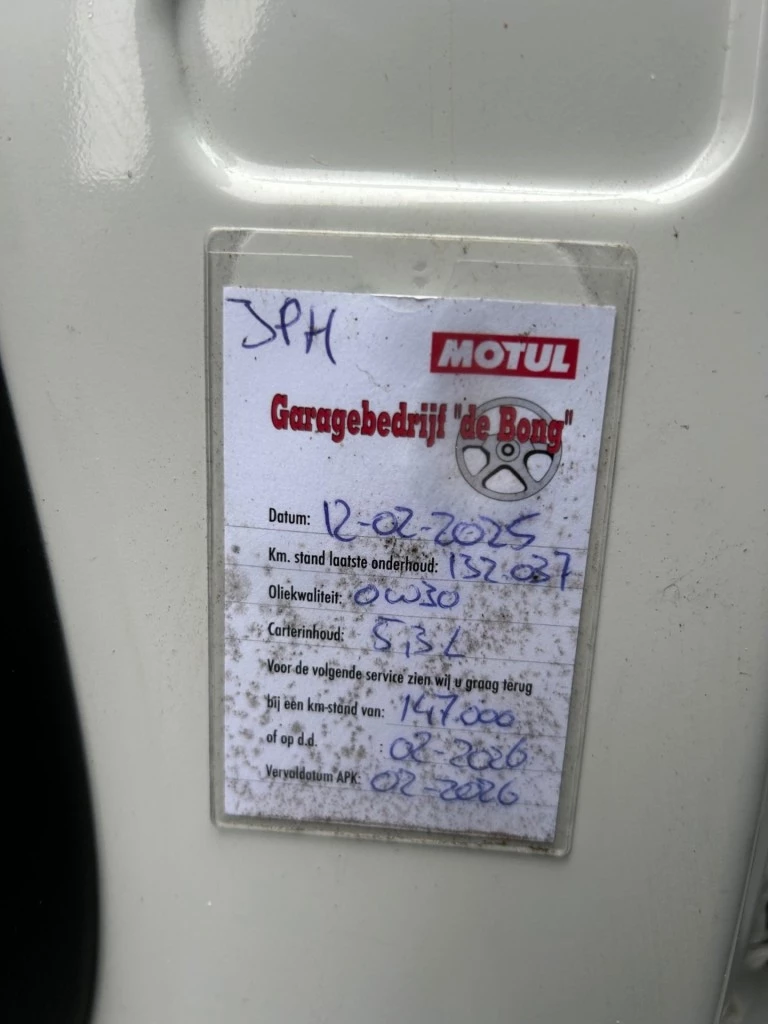 JPH
MOTUL
Garagebedrijf "de Bong"
Datum: 12-02-2025
Km. stand laatste onderhoud: 132.037
Oliekwaliteit: 0W30
Carterinhoud: 5,3 L
Voor de volgende service zien wij u graag terug
bij een km-stand van: 147.000
of op d.d. : 02-2026
Vervaldatum APK: 02-2026